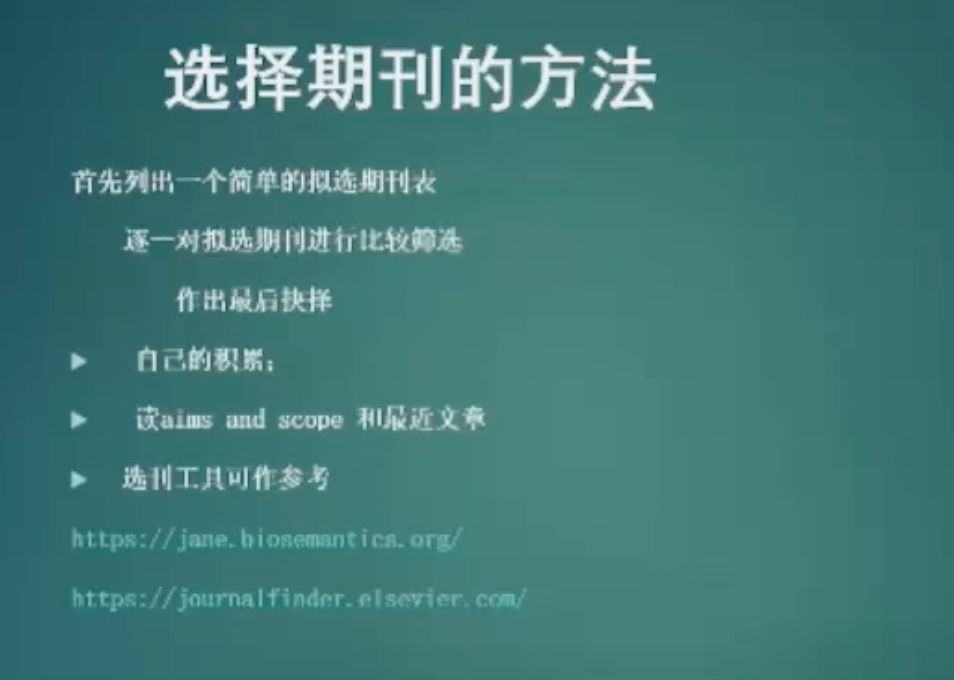 选择期刊的方法
首先列出一个简单的拟选期刊表
逐一对拟选期刊进行比较筛选
作出最后抉择
自己的积累;
读aims and scope 和最近文章
选刊工具可作参考
https://jane.biosemantics.org/
https://journalfinder.elsevier.com/